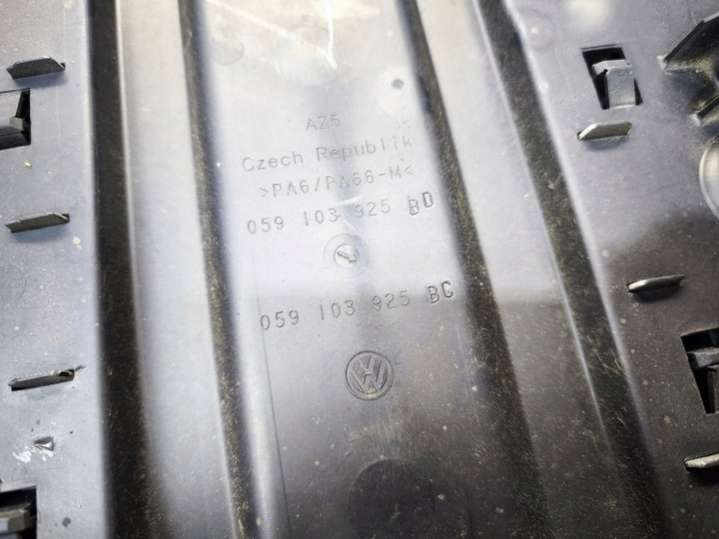 AZ5
Czech Republik
>PA6/PA66-M<
059 103 925 BD
059 103 925 BC
VW